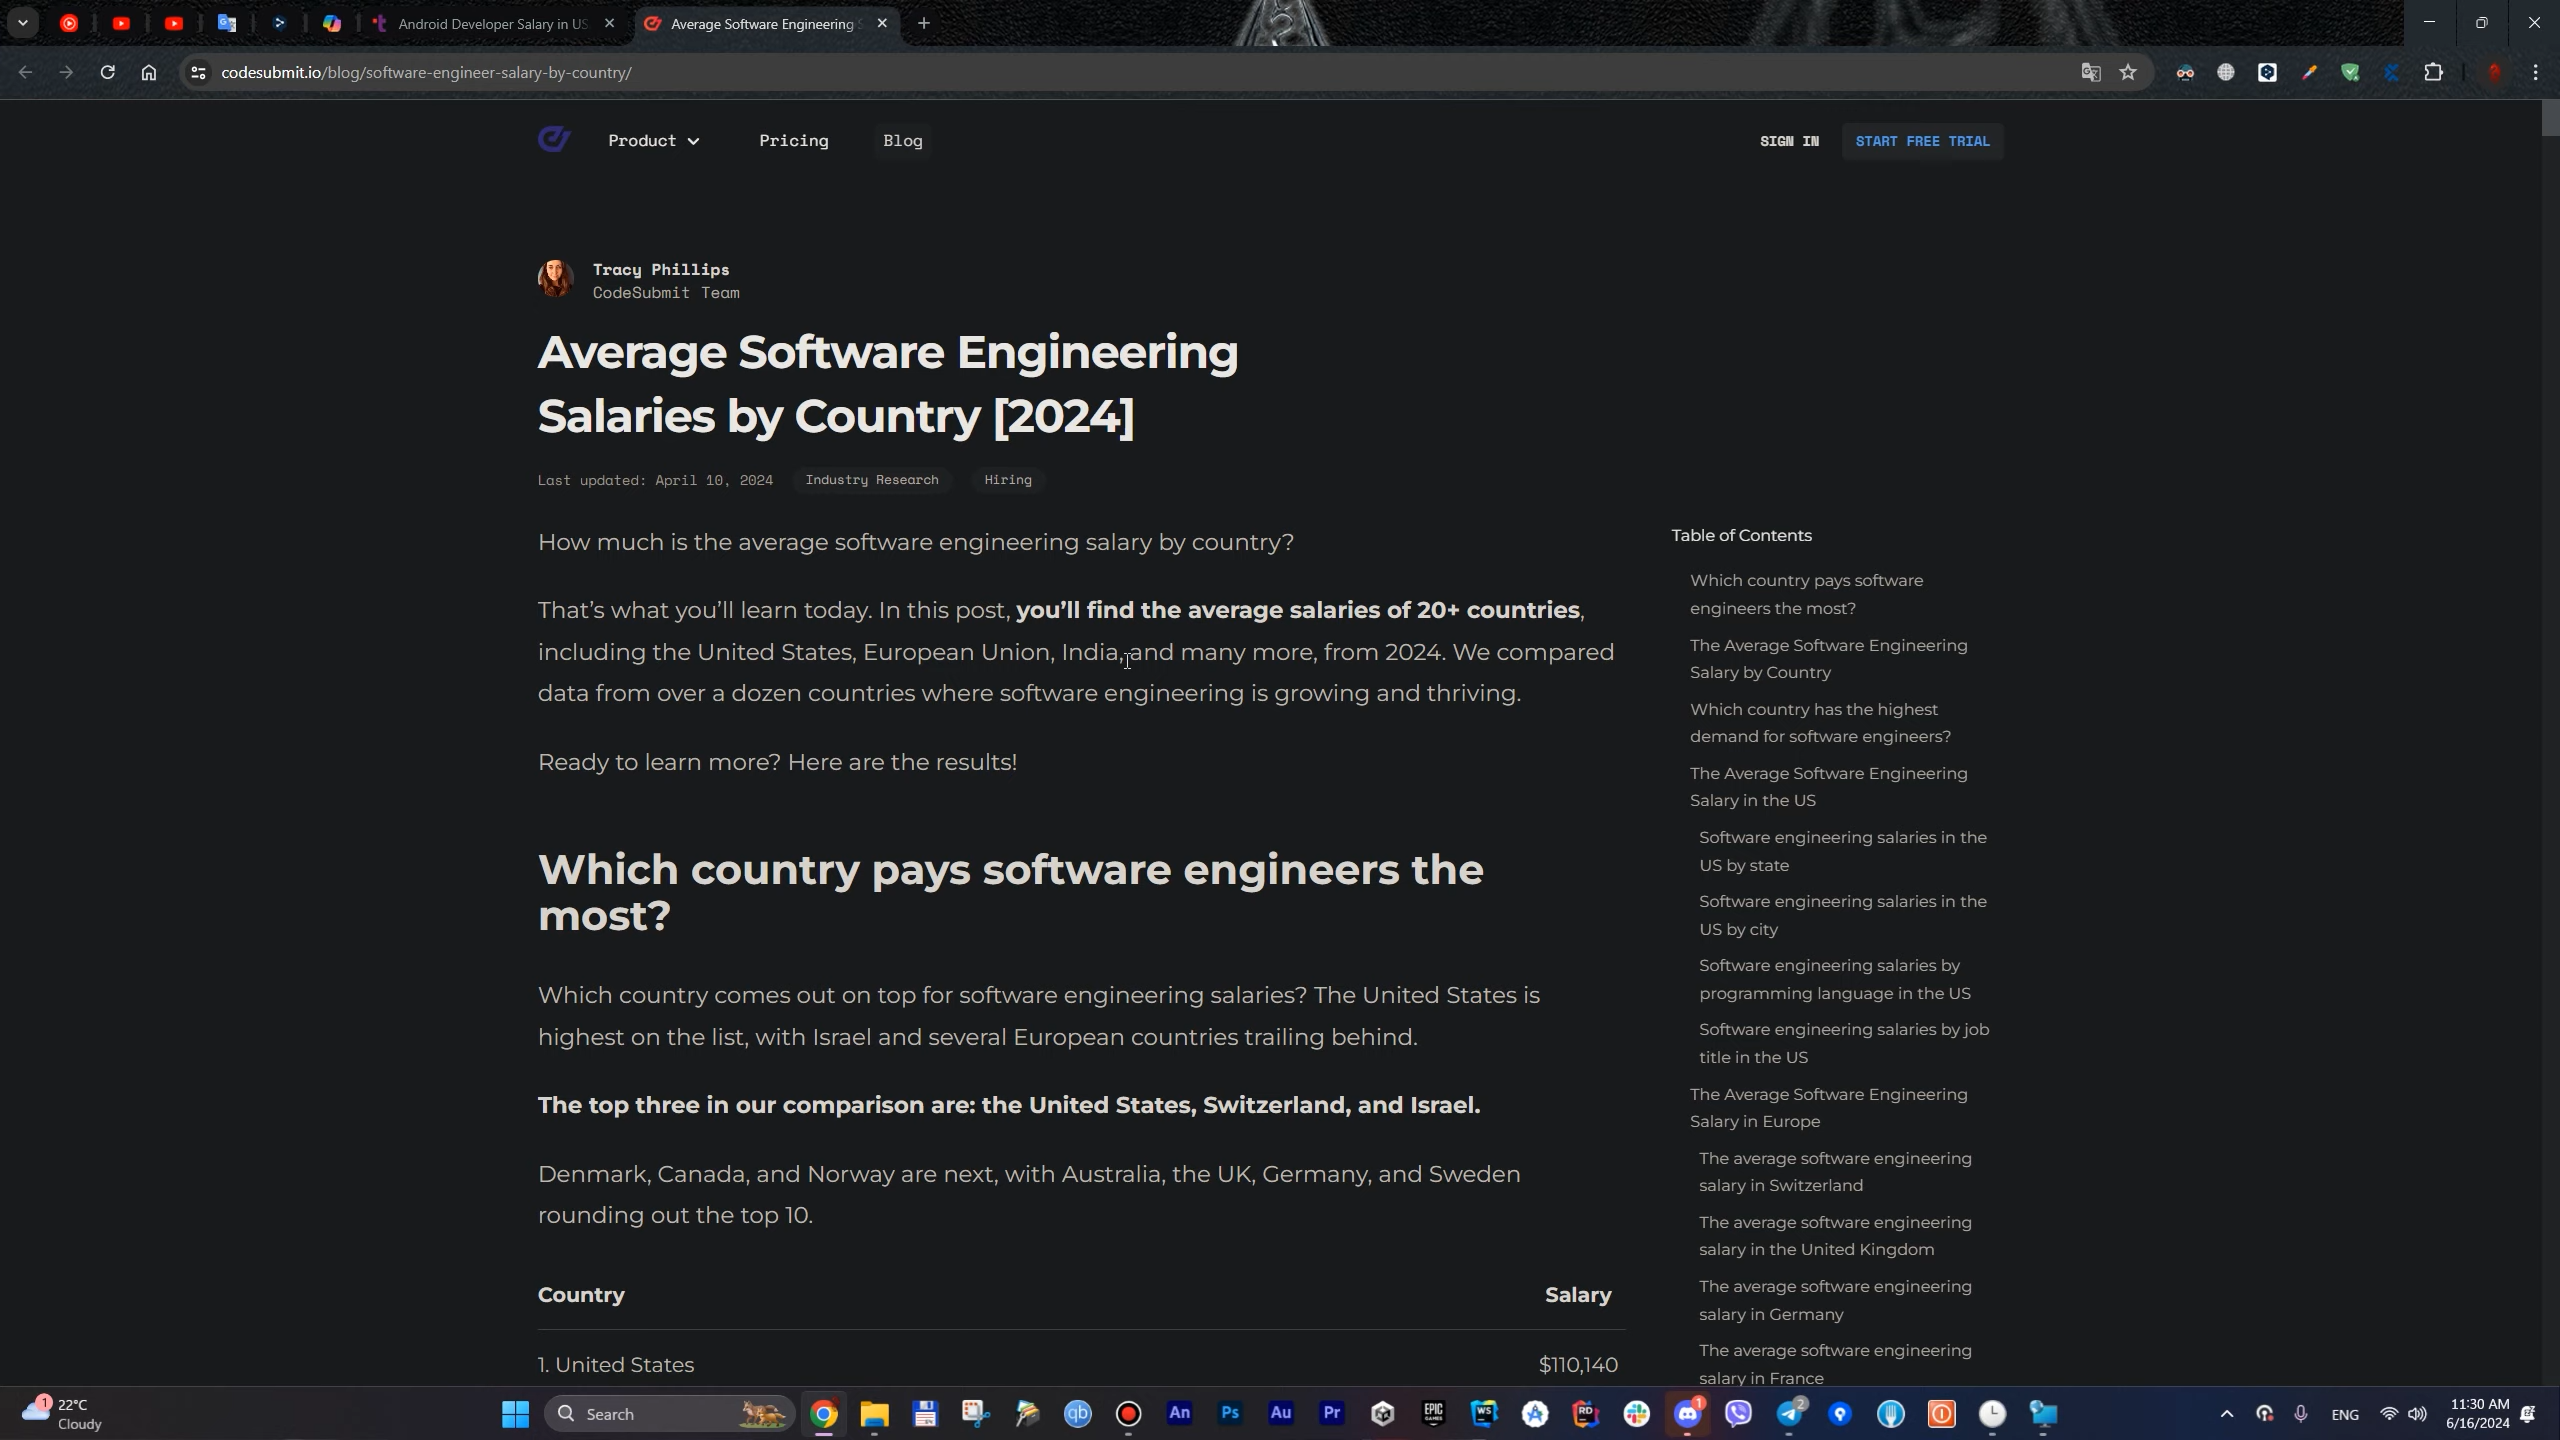 Android Developer Salary in US
Average Software Engineering S
codesubmit.io/blog/software-engineer-salary-by-country/
Product
Pricing
Blog
SIGN IN
START FREE TRIAL
Tracy Phillips
CodeSubmit Team
Average Software Engineering
Salaries by Country [2024]
Last updated: April 10, 2024
Industry Research
Hiring
How much is the average software engineering salary by country?
That's what you'll learn today. In this post, you'll find the average salaries of 20+ countries,
including the United States, European Union, India, and many more, from 2024. We compared
data from over a dozen countries where software engineering is growing and thriving.
Ready to learn more? Here are the results!
Which country pays software engineers the
most?
Which country comes out on top for software engineering salaries? The United States is
highest on the list, with Israel and several European countries trailing behind.
The top three in our comparison are: the United States, Switzerland, and Israel.
Denmark, Canada, and Norway are next, with Australia, the UK, Germany, and Sweden
rounding out the top 10.
Country Salary
1. United States $110,140
Table of Contents
Which country pays software
engineers the most?
The Average Software Engineering
Salary by Country
Which country has the highest
demand for software engineers?
The Average Software Engineering
Salary in the US
Software engineering salaries in the
US by state
Software engineering salaries in the
US by city
Software engineering salaries by
programming language in the US
Software engineering salaries by job
title in the US
The Average Software Engineering
Salary in Europe
The average software engineering
salary in Switzerland
The average software engineering
salary in the United Kingdom
The average software engineering
salary in Germany
The average software engineering
salary in France
1
22°C
Cloudy
Search
qb
An
Ps
Au
Pr
EPIC
GAMES
WS
RD
1
2
ENG
11:30 AM
6/16/2024